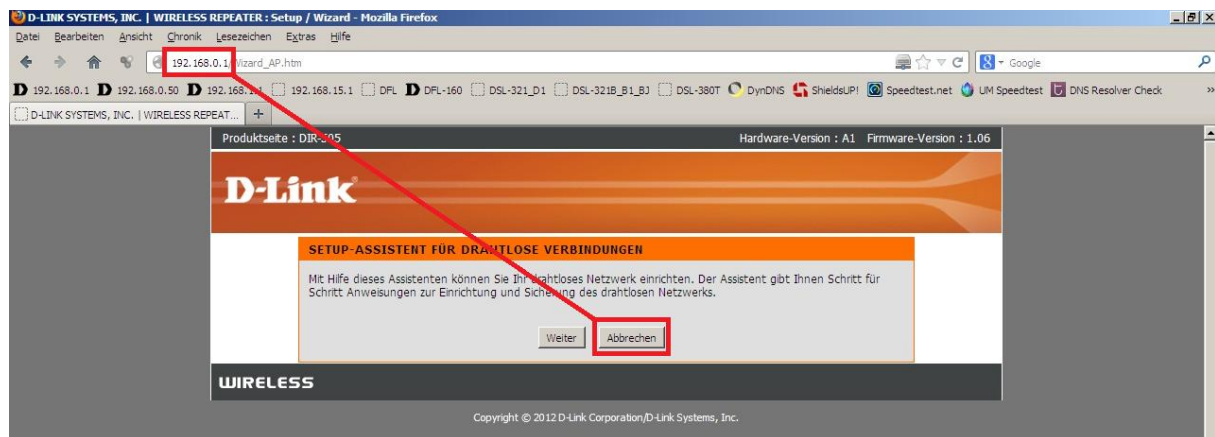 D-LINK SYSTEMS, INC. | WIRELESS REPEATER : Setup / Wizard - Mozilla Firefox
Datei Bearbeiten Ansicht Chronik Lesezeichen Extras Hilfe
192.168.0.1/Wizard_AP.htm Google
192.168.0.1 192.168.0.50 192.168.1.1 192.168.15.1 DFL DFL-160 DSL-321_D1 DSL-321B_B1_BJ DSL-380T DynDNS ShieldsUP! Speedtest.net UM Speedtest DNS Resolver Check »
D-LINK SYSTEMS, INC. | WIRELESS REPEAT... +
Produktseite : DIR-505 Hardware-Version : A1 Firmware-Version : 1.06
D-Link
SETUP-ASSISTENT FÜR DRAHTLOSE VERBINDUNGEN
Mit Hilfe dieses Assistenten können Sie Ihr drahtloses Netzwerk einrichten. Der Assistent gibt Ihnen Schritt für
Schritt Anweisungen zur Einrichtung und Sicherung des drahtlosen Netzwerks.
Weiter Abbrechen
WIRELESS
Copyright © 2012 D-Link Corporation/D-Link Systems, Inc.